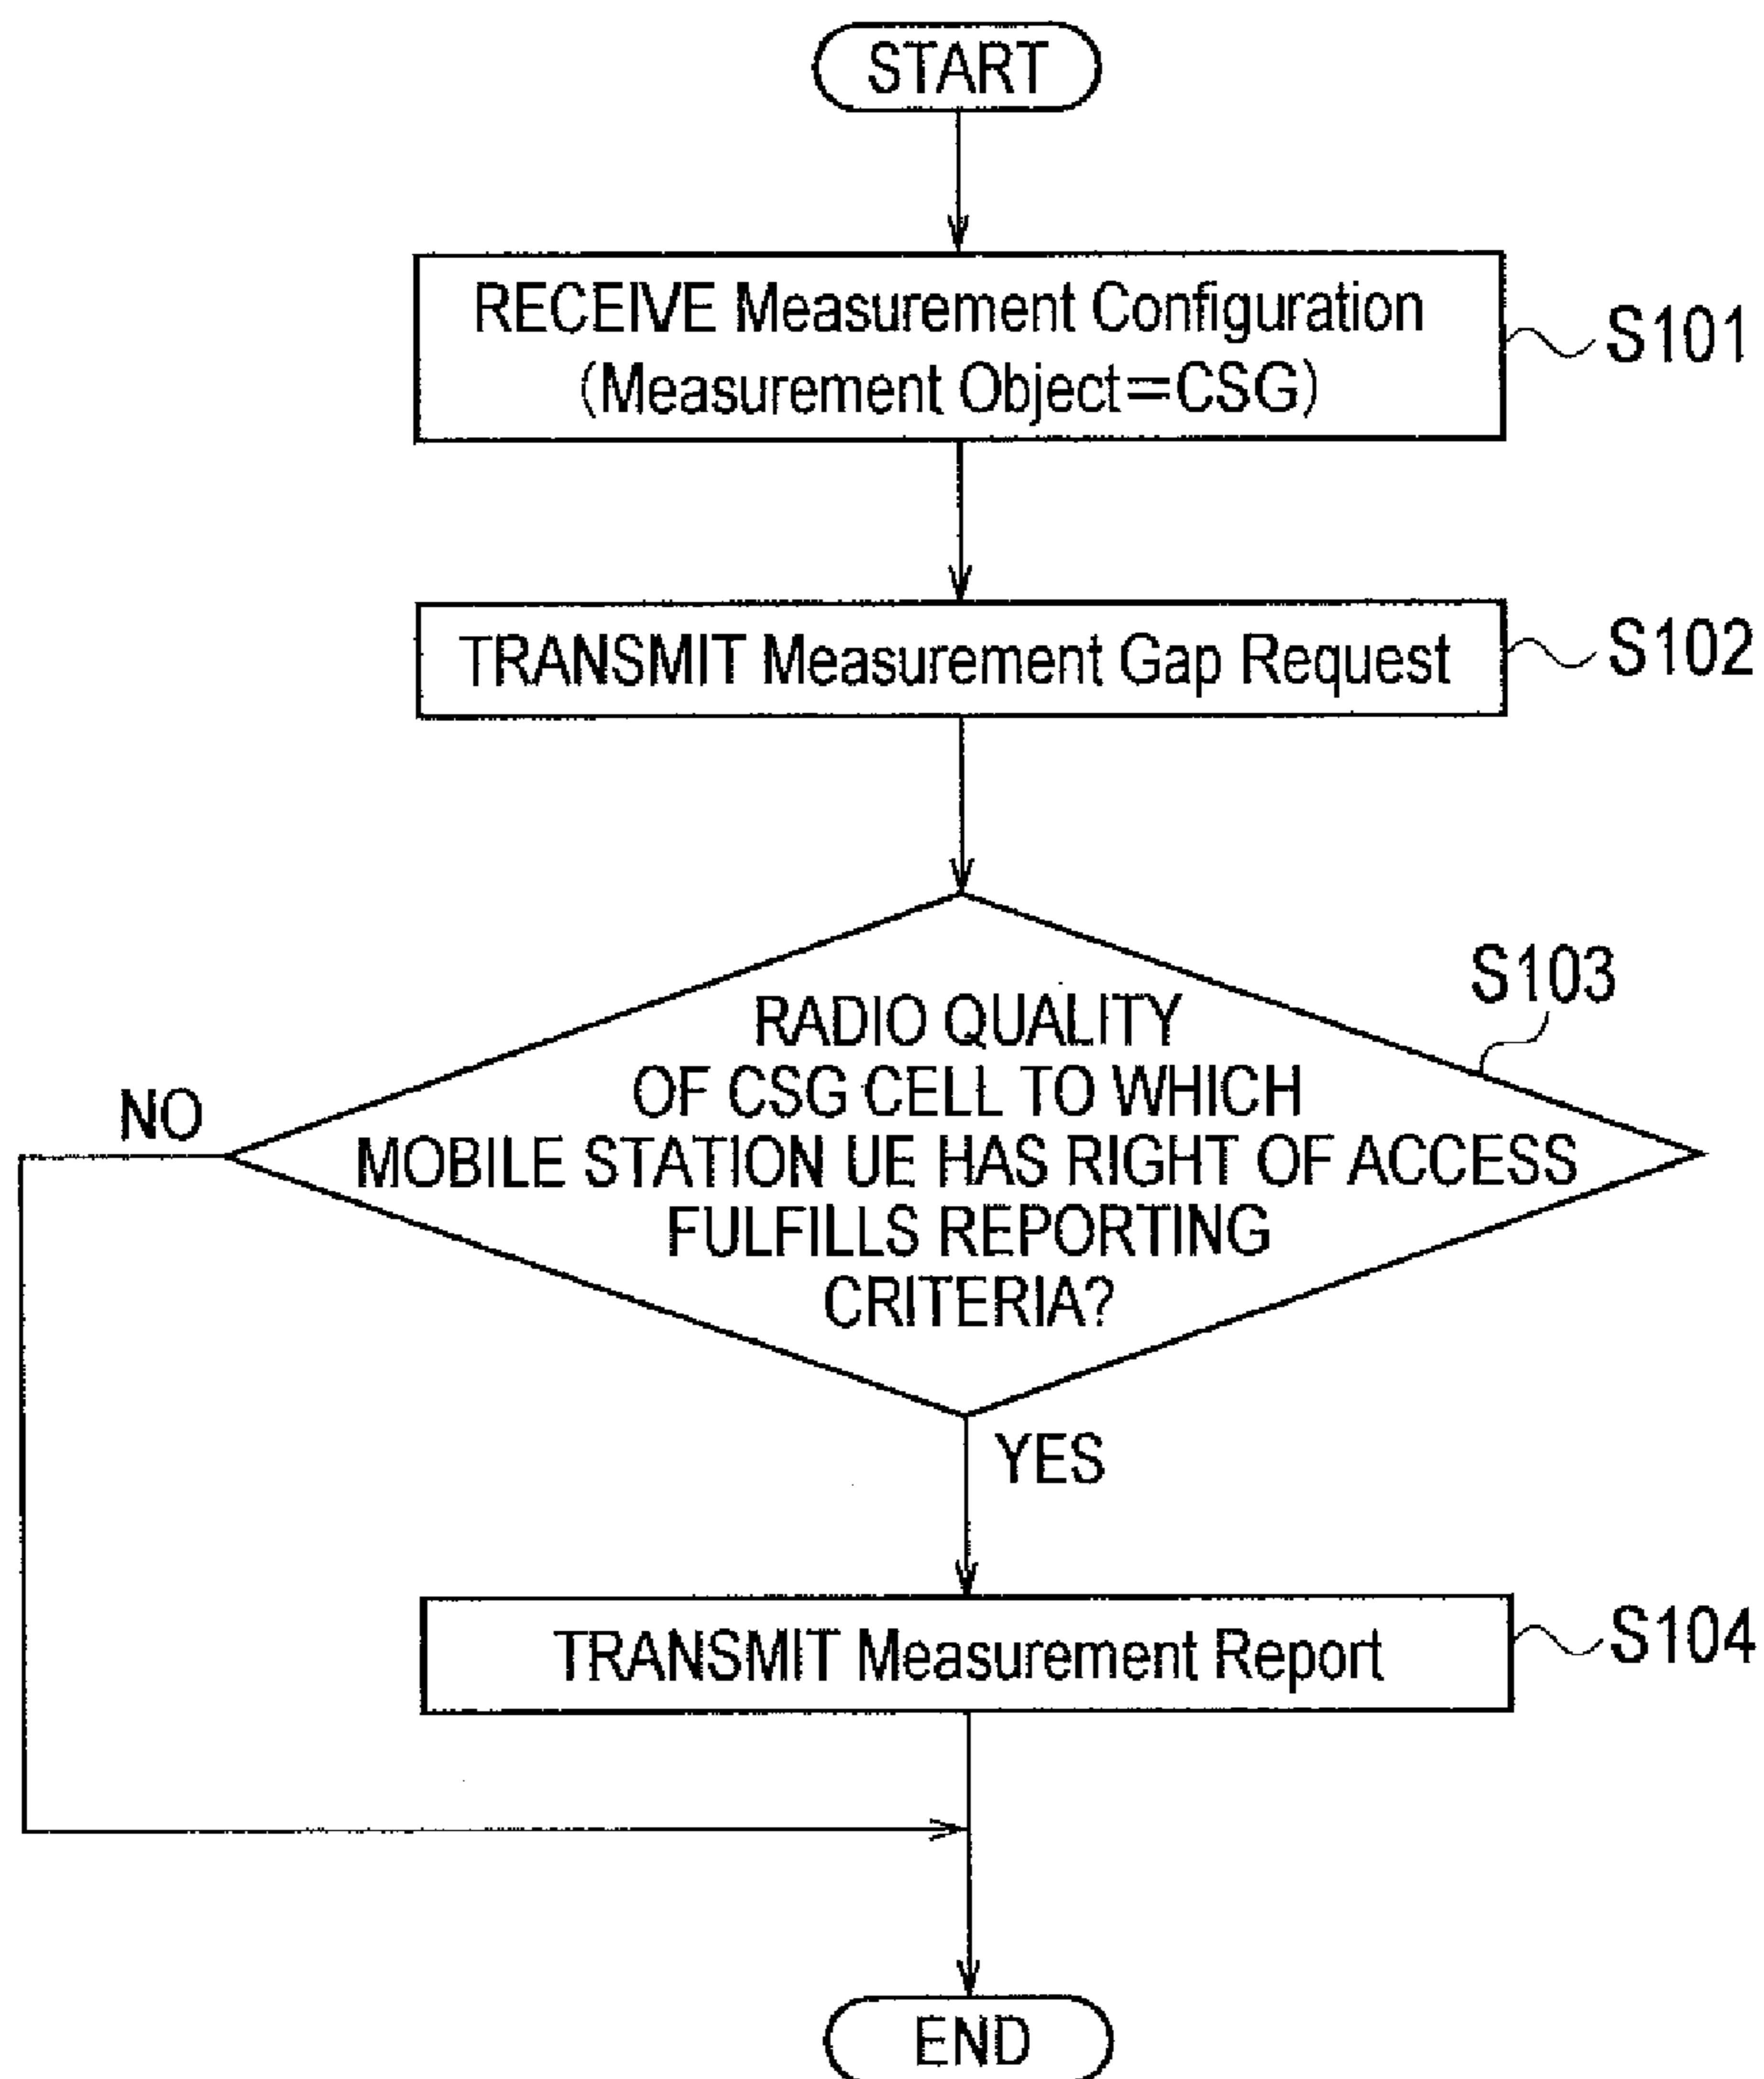 START
RECEIVE Measurement Configuration
(Measurement Object=CSG)
S101
TRANSMIT Measurement Gap Request
S102
S103
RADIO QUALITY
OF CSG CELL TO WHICH
MOBILE STATION UE HAS RIGHT OF ACCESS
FULFILLS REPORTING
CRITERIA?
NO
YES
TRANSMIT Measurement Report
S104
END